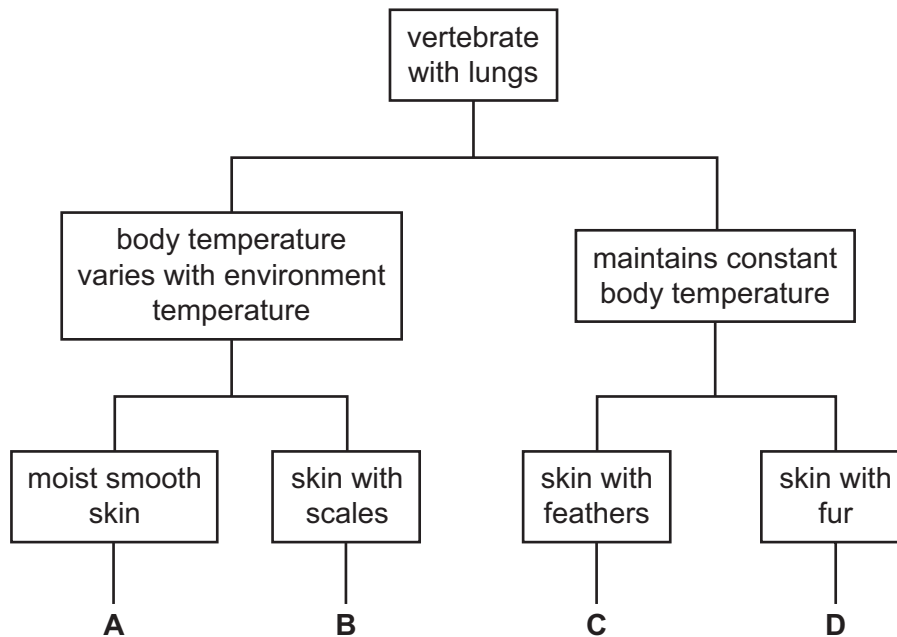 vertebrate
with lungs
body temperature
varies with environment
temperature
maintains constant
body temperature
moist smooth
skin
skin with
scales
skin with
feathers
skin with
fur
A
B
C
D